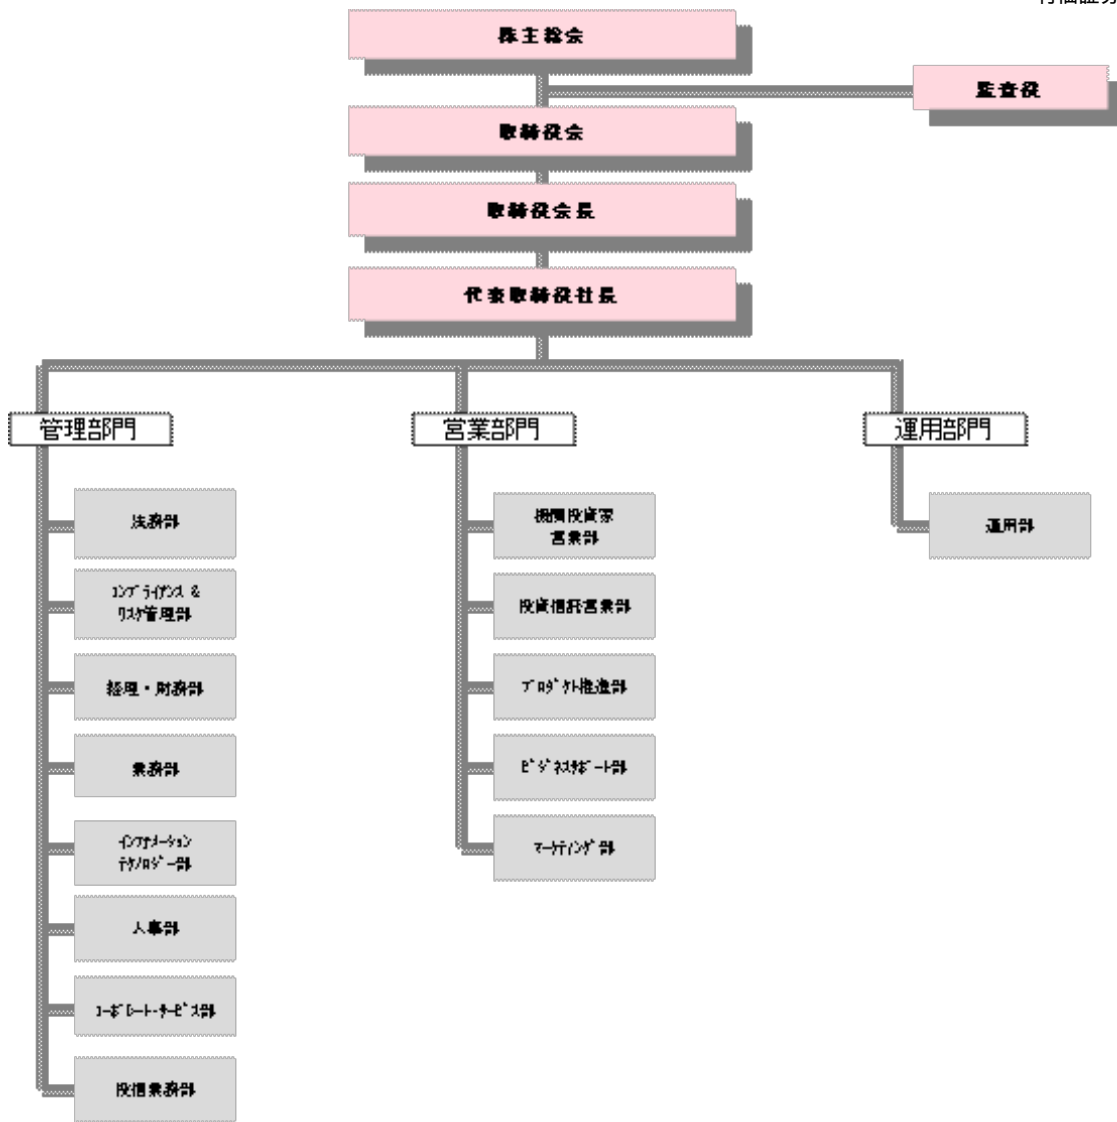 株主総会
監査役
取締役会
取締役会長
代表取締役社長
管理部門
営業部門
運用部門
法務部
機関投資家
営業部
運用部
ｺﾝﾌﾟﾗｲｱﾝｽ &
ﾘｽｸ管理部
投資信託営業部
経理・財務部
ﾌﾟﾛﾀﾞｸﾄ推進部
業務部
ﾋﾞｼﾞﾈｽｻﾎﾟｰﾄ部
ｲﾝﾌｫﾒｰｼｮﾝ
ﾃｸﾉﾛｼﾞｰ部
ﾏｰｹﾃｨﾝｸﾞ部
人事部
ｺｰﾎﾟﾚｰﾄ･ｻｰﾋﾞｽ部
投信業務部